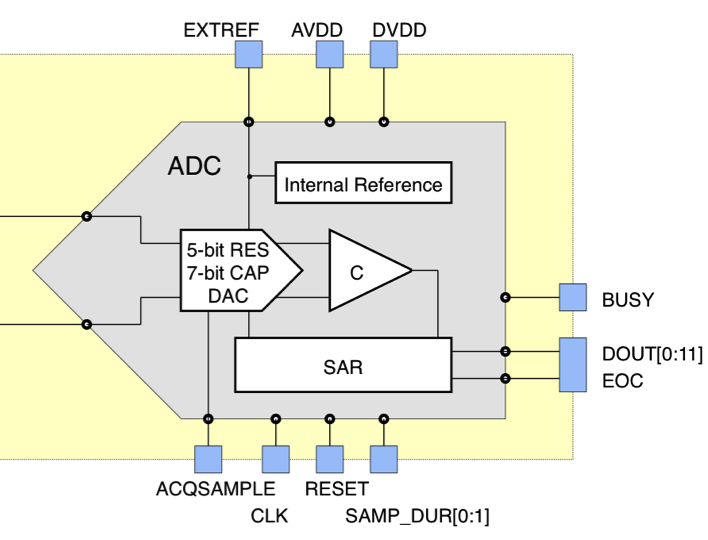 EXTREF AVDD DVDD
ADC
Internal Reference
5-bit RES
7-bit CAP
DAC
C
BUSY
SAR
DOUT[0:11]
EOC
ACQSAMPLE RESET
CLK SAMP_DUR[0:1]